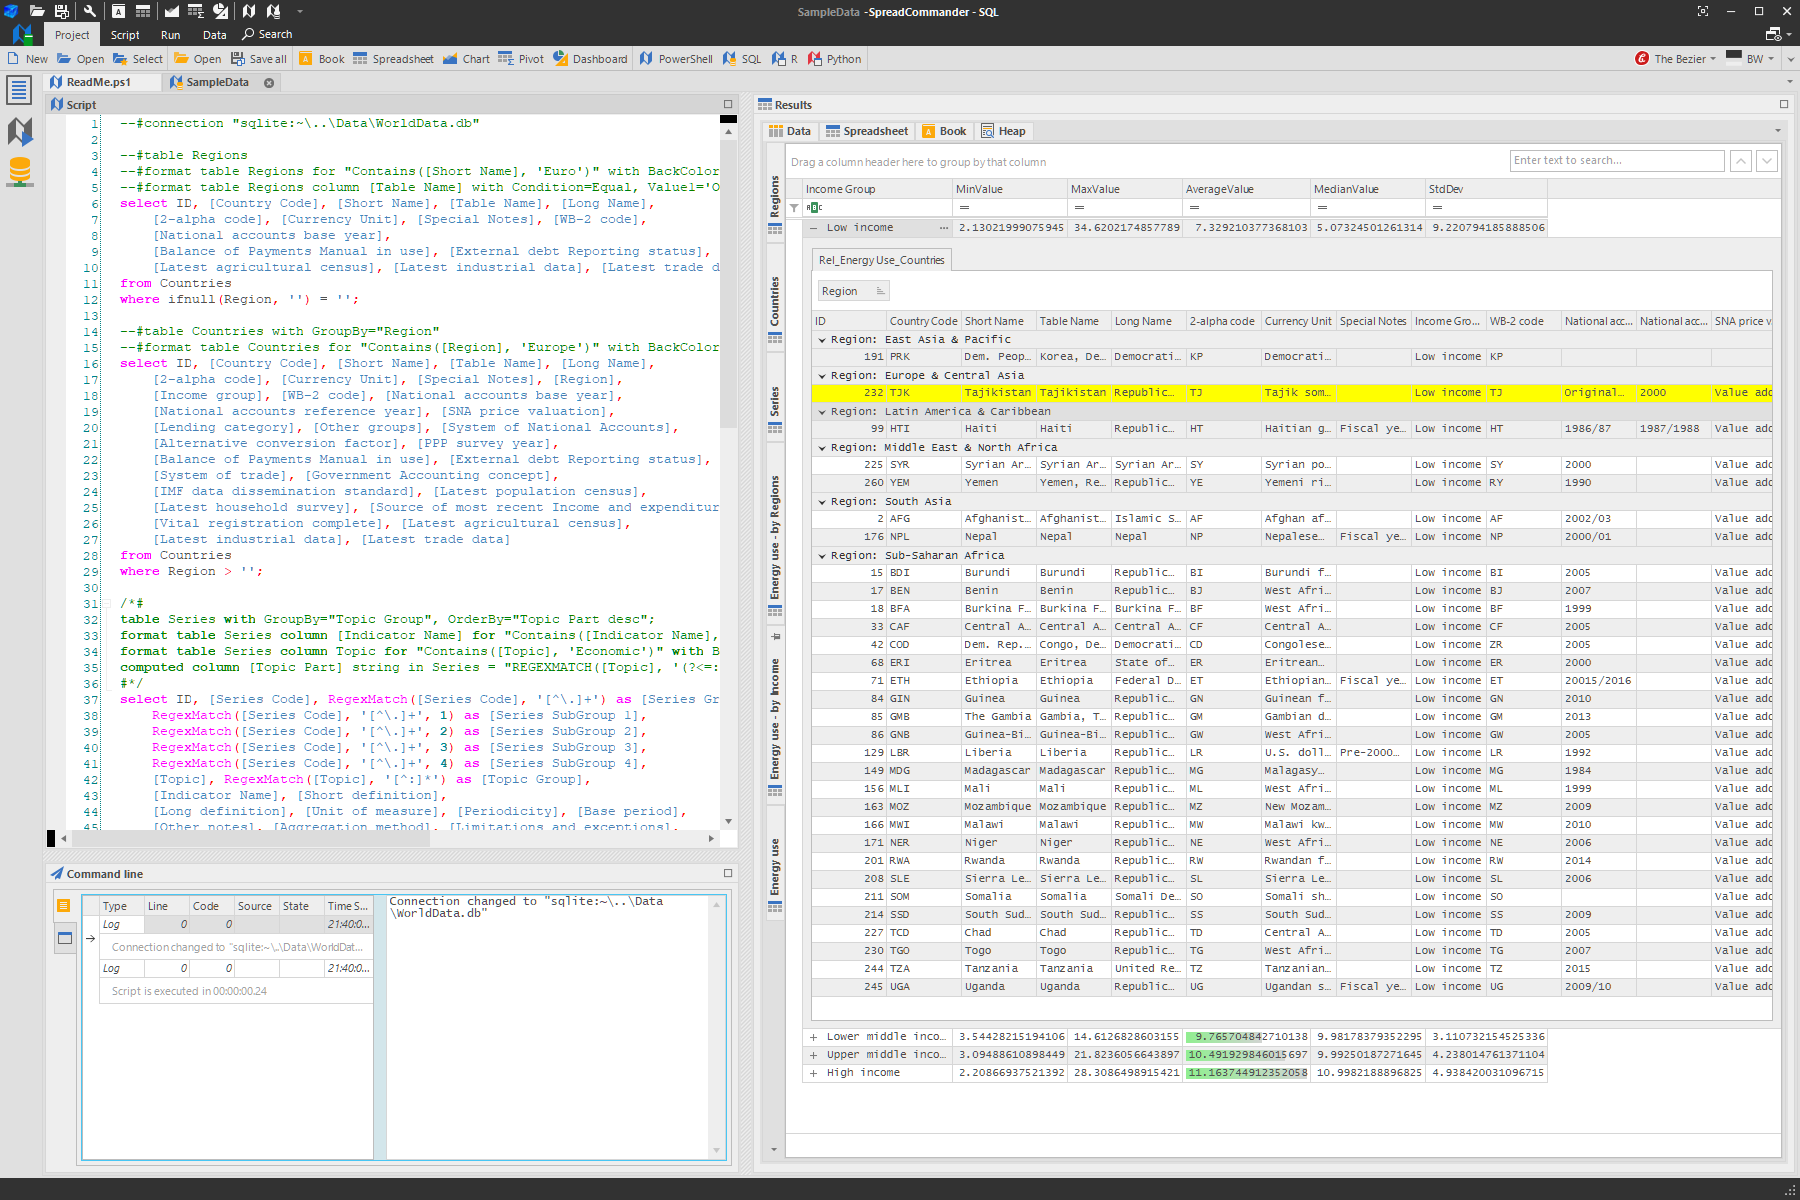 SampleData -SpreadCommander - SQL
Project Script Run Data Search
New Open Select Open Save all Book Spreadsheet Chart Pivot Dashboard PowerShell SQL R Python The Bezier BW
ReadMe.ps1 SampleData
Script
1 --#connection "sqlite:~\..\Data\WorldData.db"
2
3 --#table Regions
4 --#format table Regions for "Contains([Short Name], 'Euro')" with BackColor
5 --#format table Regions column [Table Name] with Condition=Equal, Value1='O
6 select ID, [Country Code], [Short Name], [Table Name], [Long Name],
7 [2-alpha code], [Currency Unit], [Special Notes], [WB-2 code],
8 [National accounts base year],
9 [Balance of Payments Manual in use], [External debt Reporting status],
10 [Latest agricultural census], [Latest industrial data], [Latest trade d
11 from Countries
12 where ifnull(Region, '') = '';
13
14 --#table Countries with GroupBy="Region"
15 --#format table Countries for "Contains([Region], 'Europe')" with BackColor
16 select ID, [Country Code], [Short Name], [Table Name], [Long Name],
17 [2-alpha code], [Currency Unit], [Special Notes], [Region],
18 [Income group], [WB-2 code], [National accounts base year],
19 [National accounts reference year], [SNA price valuation],
20 [Lending category], [Other groups], [System of National Accounts],
21 [Alternative conversion factor], [PPP survey year],
22 [Balance of Payments Manual in use], [External debt Reporting status],
23 [System of trade], [Government Accounting concept],
24 [IMF data dissemination standard], [Latest population census],
25 [Latest household survey], [Source of most recent Income and expenditur
26 [Vital registration complete], [Latest agricultural census],
27 [Latest industrial data], [Latest trade data]
28 from Countries
29 where Region > '';
30
31 /*#
32 table Series with GroupBy="Topic Group", OrderBy="Topic Part desc";
33 format table Series column [Indicator Name] for "Contains([Indicator Name],
34 format table Series column Topic for "Contains([Topic], 'Economic')" with B
35 computed column [Topic Part] string in Series = "REGEXMATCH([Topic], '(?<=:
36 #*/
37 select ID, [Series Code], RegexMatch([Series Code], '[^\.]+') as [Series Gr
38 RegexMatch([Series Code], '[^\.]+', 1) as [Series SubGroup 1],
39 RegexMatch([Series Code], '[^\.]+', 2) as [Series SubGroup 2],
40 RegexMatch([Series Code], '[^\.]+', 3) as [Series SubGroup 3],
41 RegexMatch([Series Code], '[^\.]+', 4) as [Series SubGroup 4],
42 [Topic], RegexMatch([Topic], '[^:]*') as [Topic Group],
43 [Indicator Name], [Short definition],
44 [Long definition], [Unit of measure], [Periodicity], [Base period],
45 [Other notes], [Aggregation method], [Limitations and exceptions],
Command line
Type Line Code Source State Time S...
Log 0 0 21:40:0...
Connection changed to "sqlite:~\..\Data\WorldDat...
Log 0 0 21:40:0...
Script is executed in 00:00:00.24
Connection changed to "sqlite:~\..\Data
\WorldData.db"
Results
Data Spreadsheet Book Heap
Regions
Countries
Series
Energy use - by Regions
Energy use - by Income
Energy use
Drag a column header here to group by that column
Enter text to search...
Income Group MinValue MaxValue AverageValue MedianValue StdDev
ABC = = = = =
Low income ... 2.13021999075945 34.6202174857789 7.329210377368103 5.07324501261314 9.220794185888506
Rel_Energy Use_Countries
Region
ID Country Code Short Name Table Name Long Name 2-alpha code Currency Unit Special Notes Income Gro... WB-2 code National acc... National acc... SNA price v
Region: East Asia & Pacific
191 PRK Dem. Peop... Korea, De... Democrati... KP Democrati... Low income KP
Region: Europe & Central Asia
232 TJK Tajikistan Tajikistan Republic... TJ Tajik som... Low income TJ Original... 2000 Value add
Region: Latin America & Caribbean
99 HTI Haiti Haiti Republic... HT Haitian g... Fiscal ye... Low income HT 1986/87 1987/1988 Value add
Region: Middle East & North Africa
225 SYR Syrian Ar... Syrian Ar... Syrian Ar... SY Syrian po... Low income SY 2000 Value add
260 YEM Yemen Yemen, Re... Republic... YE Yemeni ri... Low income RY 1990 Value add
Region: South Asia
2 AFG Afghanist... Afghanist... Islamic S... AF Afghan af... Low income AF 2002/03 Value add
176 NPL Nepal Nepal Nepal NP Nepalese... Fiscal ye... Low income NP 2000/01 Value add
Region: Sub-Saharan Africa
15 BDI Burundi Burundi Republic... BI Burundi f... Low income BI 2005 Value add
17 BEN Benin Benin Republic... BJ West Afri... Low income BJ 2007 Value add
18 BFA Burkina F... Burkina F... Burkina F... BF West Afri... Low income BF 1999 Value add
33 CAF Central A... Central A... Central A... CF Central A... Low income CF 2005 Value add
42 COD Dem. Rep.... Congo, De... Democrati... CD Congolese... Low income ZR 2005 Value add
68 ERI Eritrea Eritrea State of... ER Eritrean... Low income ER 2000 Value add
71 ETH Ethiopia Ethiopia Federal D... ET Ethiopian... Fiscal ye... Low income ET 20015/2016 Value add
84 GIN Guinea Guinea Republic... GN Guinean f... Low income GN 2010 Value add
85 GMB The Gambia Gambia, T... Republic... GM Gambian d... Low income GM 2013 Value add
86 GNB Guinea-Bi... Guinea-Bi... Republic... GW West Afri... Low income GW 2005 Value add
129 LBR Liberia Liberia Republic... LR U.S. doll... Pre-2000... Low income LR 1992 Value add
149 MDG Madagascar Madagascar Republic... MG Malagasy... Low income MG 1984 Value add
156 MLI Mali Mali Republic... ML West Afri... Low income ML 1999 Value add
163 MOZ Mozambique Mozambique Republic... MZ New Mozam... Low income MZ 2009 Value add
166 MWI Malawi Malawi Republic... MW Malawi kw... Low income MW 2010 Value add
171 NER Niger Niger Republic... NE West Afri... Low income NE 2006 Value add
201 RWA Rwanda Rwanda Republic... RW Rwandan f... Low income RW 2014 Value add
208 SLE Sierra Le... Sierra Le... Republic... SL Sierra Le... Low income SL 2006 Value add
211 SOM Somalia Somalia Somali De... SO Somali sh... Low income SO Value add
214 SSD South Sud... South Sud... Republic... SS South Sud... Low income SS 2009 Value add
227 TCD Chad Chad Republic... TD Central A... Low income TD 2005 Value add
230 TGO Togo Togo Republic... TG West Afri... Low income TG 2007 Value add
244 TZA Tanzania Tanzania United Re... TZ Tanzanian... Low income TZ 2015 Value add
245 UGA Uganda Uganda Republic... UG Ugandan s... Fiscal ye... Low income UG 2009/10 Value add
Lower middle inco... 3.54428215194106 14.6126828603155 9.765704842710138 9.98178379352295 3.110732154525336
Upper middle inco... 3.09488610898449 21.8236056643897 10.491929846015697 9.99250187271645 4.238014761371104
High income 2.20866937521392 28.3086498915421 11.163744912352058 10.9982188896825 4.938420031096715